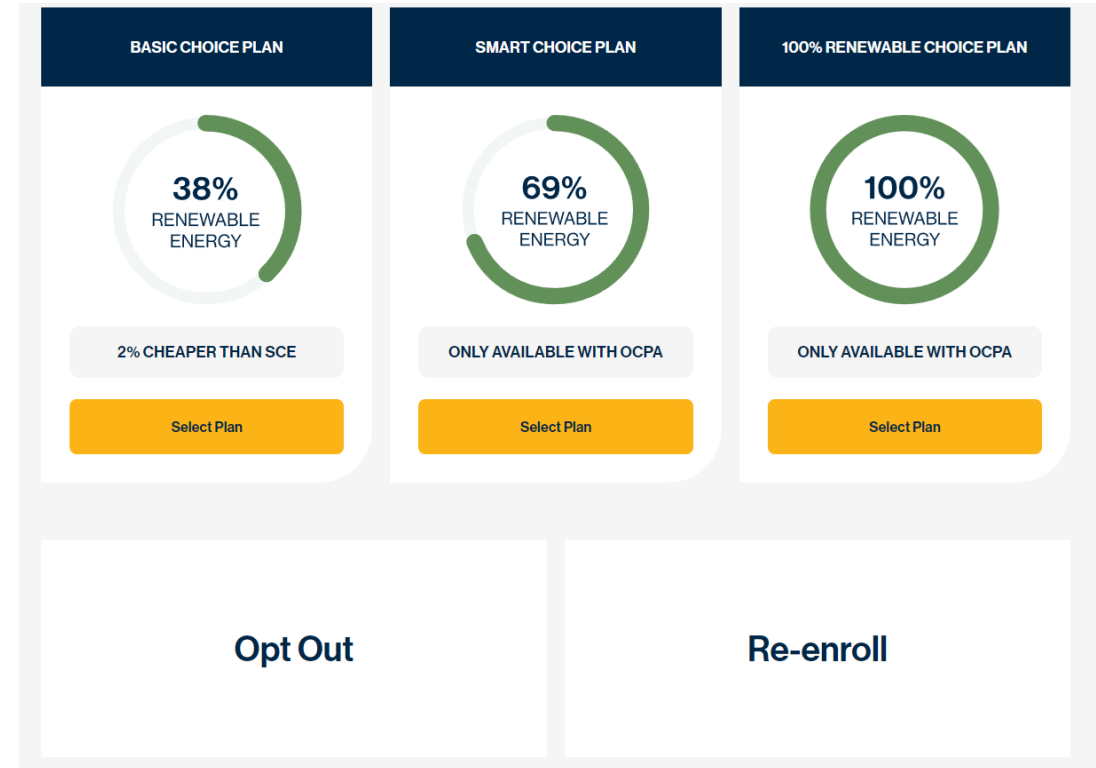 BASIC CHOICE PLAN
38%
RENEWABLE
ENERGY
2% CHEAPER THAN SCE
Select Plan
SMART CHOICE PLAN
69%
RENEWABLE
ENERGY
ONLY AVAILABLE WITH OCPA
Select Plan
100% RENEWABLE CHOICE PLAN
100%
RENEWABLE
ENERGY
ONLY AVAILABLE WITH OCPA
Select Plan
Opt Out
Re-enroll